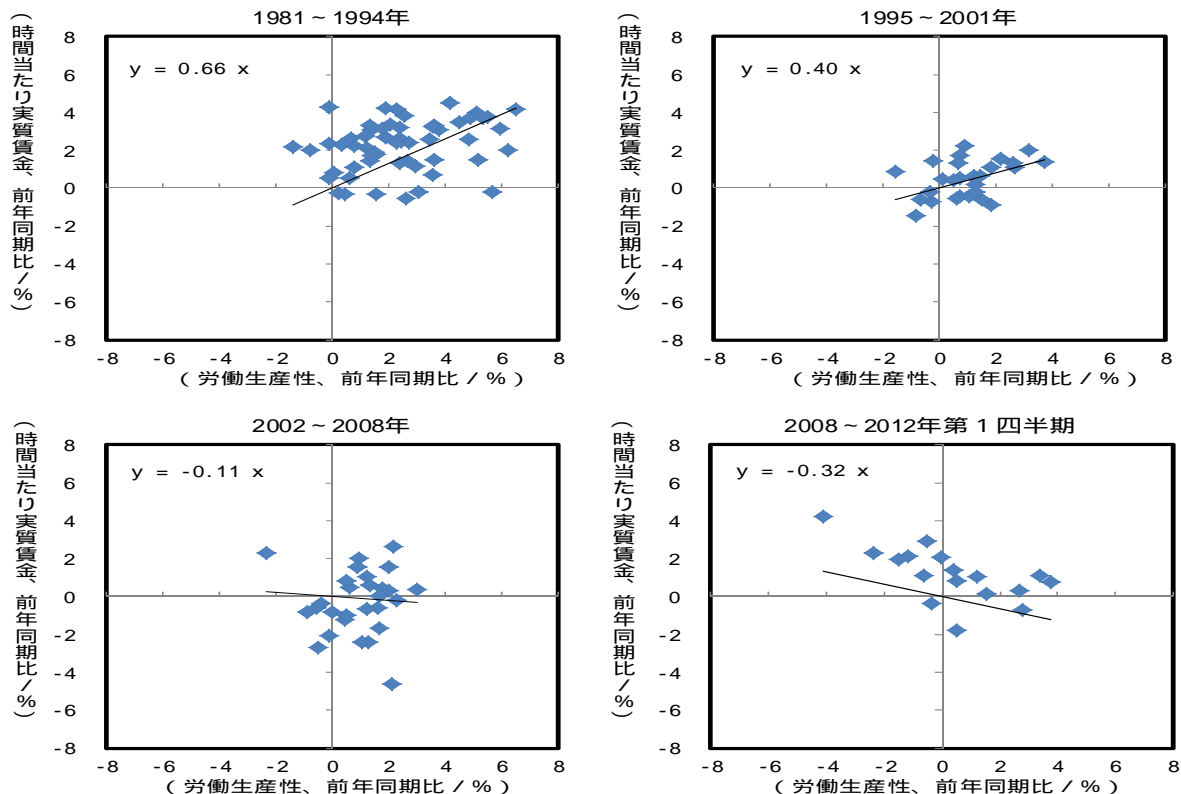 1981~1994年
(時間当たり実質賃金、前年同期比/%)
y = 0.66 x
8
6
4
2
0
-2
-4
-6
-8
-8 -6 -4 -2 0 2 4 6 8
(労働生産性、前年同期比/%)
1995~2001年
(時間当たり実質賃金、前年同期比/%)
y = 0.40 x
8
6
4
2
0
-2
-4
-6
-8
-8 -6 -4 -2 0 2 4 6 8
(労働生産性、前年同期比/%)
2002~2008年
(時間当たり実質賃金、前年同期比/%)
y = -0.11 x
8
6
4
2
0
-2
-4
-6
-8
-8 -6 -4 -2 0 2 4 6 8
(労働生産性、前年同期比/%)
2008~2012年第1四半期
(時間当たり実質賃金、前年同期比/%)
y = -0.32 x
8
6
4
2
0
-2
-4
-6
-8
-8 -6 -4 -2 0 2 4 6 8
(労働生産性、前年同期比/%)